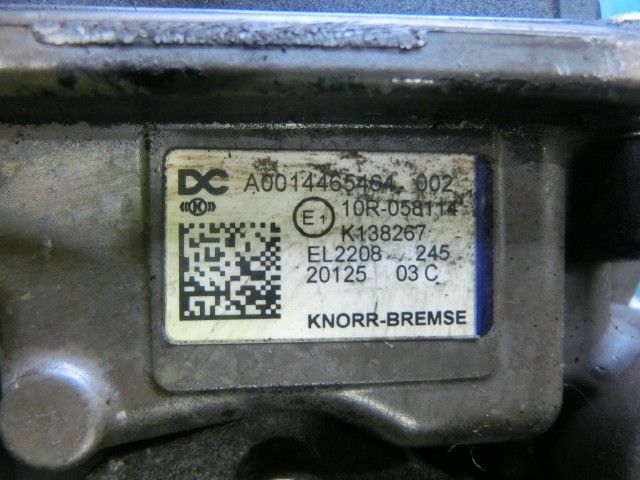 DC A0014465464 002
K
E1 10R-058114
K138267
EL2208 245
20125 03 C
KNORR-BREMSE